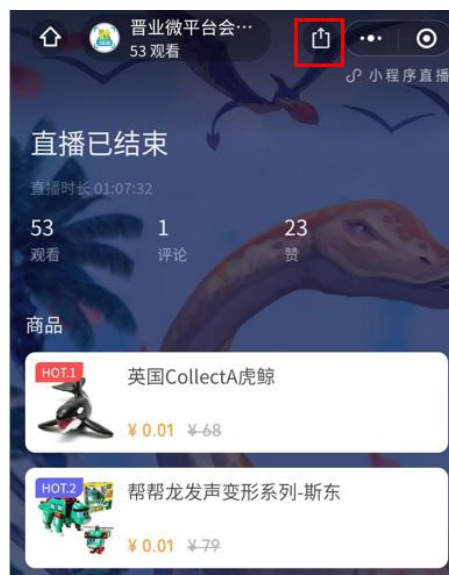 晋业微平台会…
53 观看
小程序直播
直播已结束
直播时长 01:07:32
53
1
23
观看
评论
赞
商品
HOT.1
英国CollectA虎鲸
¥ 0.01 ¥ 68
HOT.2
帮帮龙发声变形系列-斯东
¥ 0.01 ¥ 79